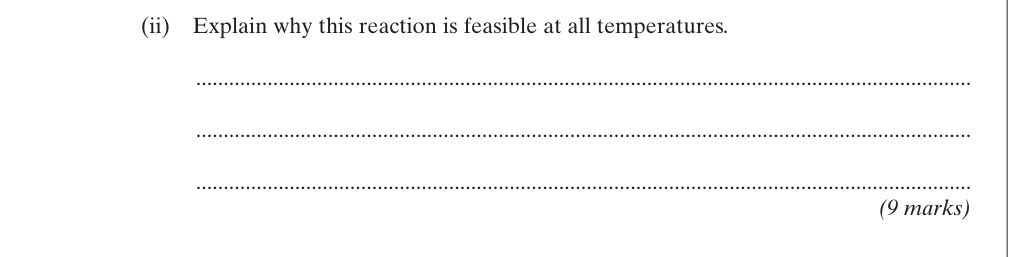 (ii) Explain why this reaction is feasible at all temperatures.
(9 marks)